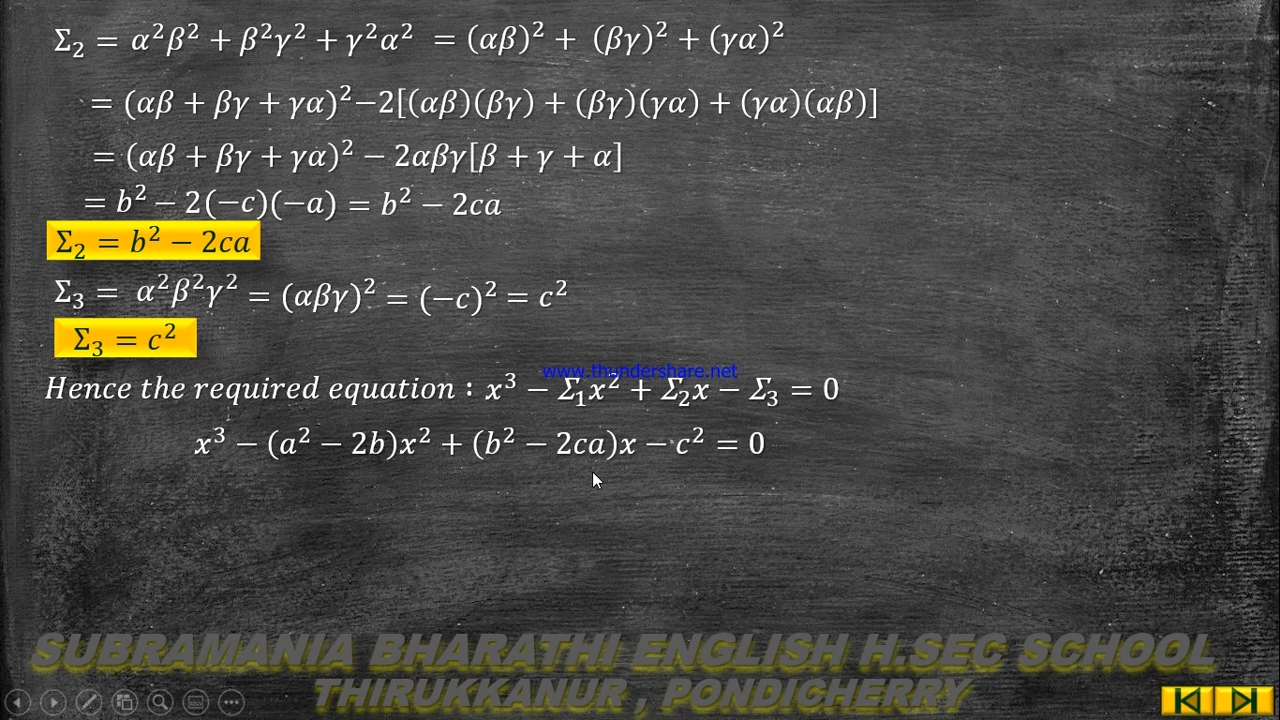 Σ₂ = α²β² + β²γ² + γ²α² = (αβ)² + (βγ)² + (γα)²
= (αβ + βγ + γα)²−2[(αβ)(βγ) + (βγ)(γα) + (γα)(αβ)]
= (αβ + βγ + γα)² − 2αβγ[β + γ + α]
= b² − 2(−c)(−a) = b² − 2ca
Σ₂ = b² − 2ca
Σ₃ = α²β²γ² = (αβγ)² = (−c)² = c²
Σ₃ = c²
www.thundershare.net
Hence the required equation : x³ − Σ₁x² + Σ₂x − Σ₃ = 0
x³ − (a² − 2b)x² + (b² − 2ca)x − c² = 0
SUBRAMANIA BHARATHI ENGLISH H.SEC SCHOOL
THIRUKKANUR , PONDICHERRY